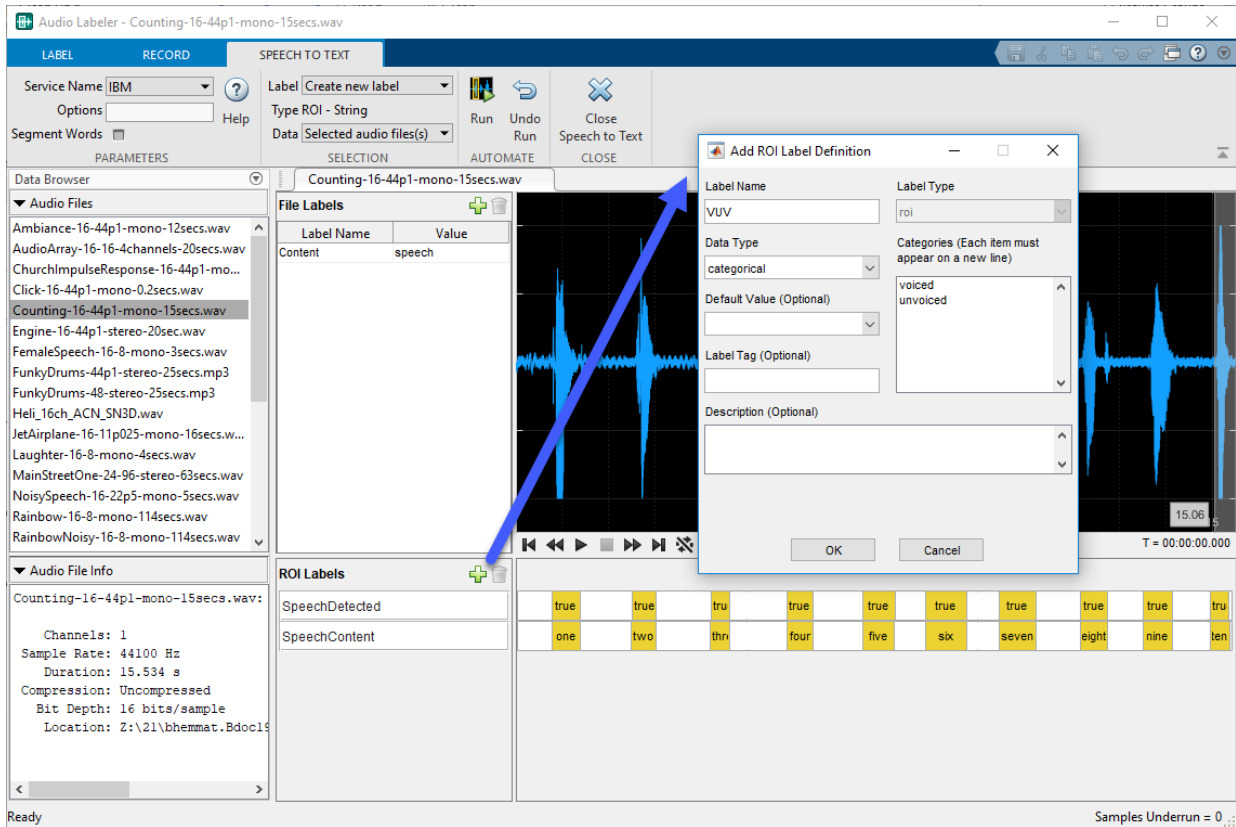 Audio Labeler - Counting-16-44p1-mono-15secs.wav
LABEL RECORD SPEECH TO TEXT
Service Name IBM
Options
Segment Words
Help
PARAMETERS
Label Create new label
Type ROI - String
Data Selected audio files(s)
SELECTION
Run
Undo
Run
AUTOMATE
Close
Speech to Text
CLOSE
Data Browser
Audio Files
Ambiance-16-44p1-mono-12secs.wav
AudioArray-16-16-4channels-20secs.wav
ChurchImpulseResponse-16-44p1-mo...
Click-16-44p1-mono-0.2secs.wav
Counting-16-44p1-mono-15secs.wav
Engine-16-44p1-stereo-20sec.wav
FemaleSpeech-16-8-mono-3secs.wav
FunkyDrums-44p1-stereo-25secs.mp3
FunkyDrums-48-stereo-25secs.mp3
Heli_16ch_ACN_SN3D.wav
JetAirplane-16-11p025-mono-16secs.w...
Laughter-16-8-mono-4secs.wav
MainStreetOne-24-96-stereo-63secs.wav
NoisySpeech-16-22p5-mono-5secs.wav
Rainbow-16-8-mono-114secs.wav
RainbowNoisy-16-8-mono-114secs.wav
Audio File Info
Counting-16-44p1-mono-15secs.wav:
Channels: 1
Sample Rate: 44100 Hz
Duration: 15.534 s
Compression: Uncompressed
Bit Depth: 16 bits/sample
Location: Z:\21\bhemmat.Bdoc19
Counting-16-44p1-mono-15secs.wav
File Labels
Label Name Value
Content speech
Add ROI Label Definition
Label Name
VUV
Label Type
roi
Data Type
categorical
Categories (Each item must
appear on a new line)
voiced
unvoiced
Default Value (Optional)
Label Tag (Optional)
Description (Optional)
OK Cancel
15.06
s
T = 00:00:00.000
ROI Labels
SpeechDetected true true tru true true true true true true tru
SpeechContent one two thr four five six seven eight nine ten
Ready
Samples Underrun = 0